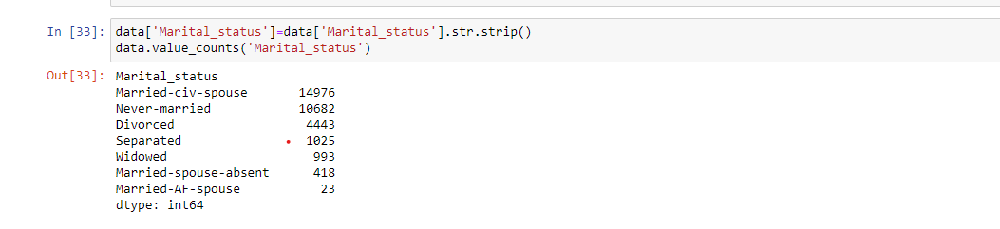 In [33]: data['Marital_status']=data['Marital_status'].str.strip()
data.value_counts('Marital_status')
Out[33]: Marital_status
Married-civ-spouse 14976
Never-married 10682
Divorced 4443
Separated 1025
Widowed 993
Married-spouse-absent 418
Married-AF-spouse 23
dtype: int64